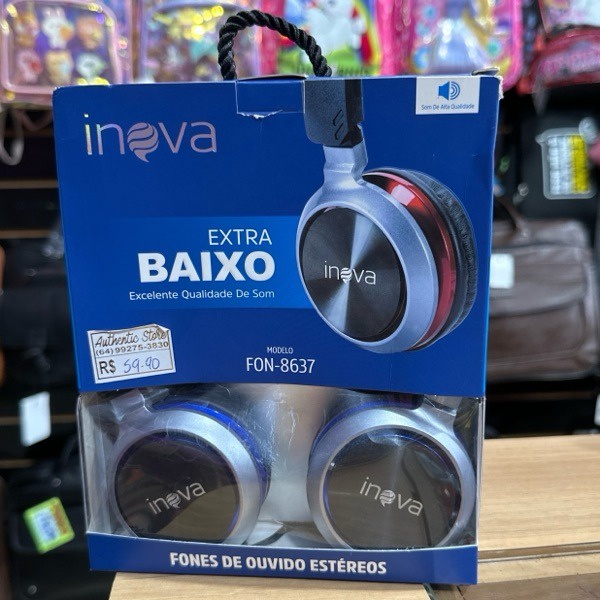 Som De Alta Qualidade
inova
EXTRA
BAIXO
Excelente Qualidade De Som
inova
Authentic Store
(64) 99275-3830
R$ 59.90
MODELO
FON-8637
inova
inova
FONES DE OUVIDO ESTÉREOS